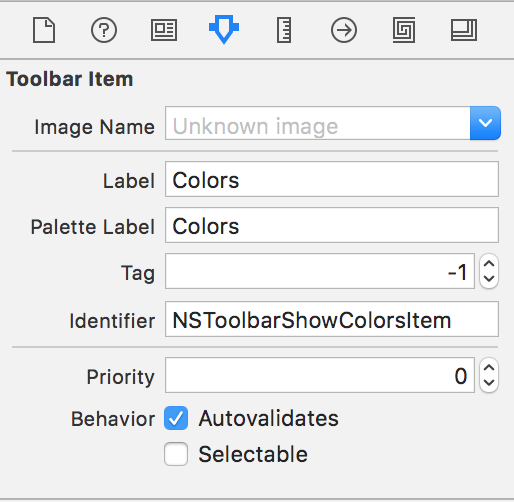 Toolbar Item
Image Name Unknown image
Label Colors
Palette Label Colors
Tag -1
Identifier NSToolbarShowColorsItem
Priority 0
Behavior Autovalidates
Selectable